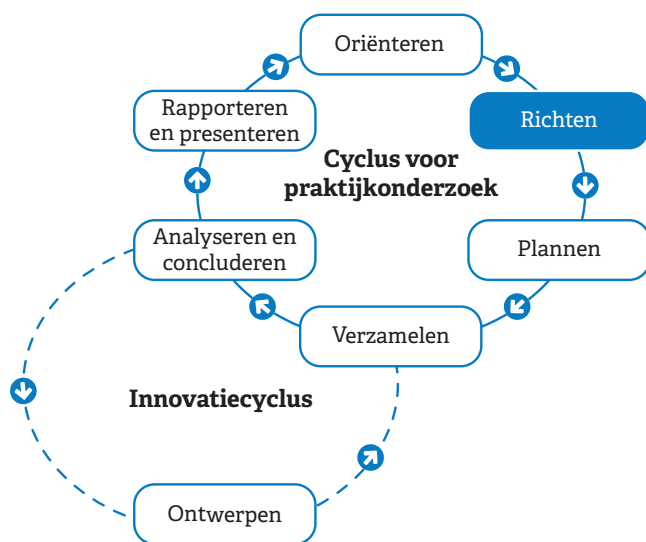 Oriënteren
Rapporteren
en presenteren
Richten
Cyclus voor
praktijkonderzoek
Analyseren en
concluderen
Plannen
Verzamelen
Innovatiecyclus
Ontwerpen